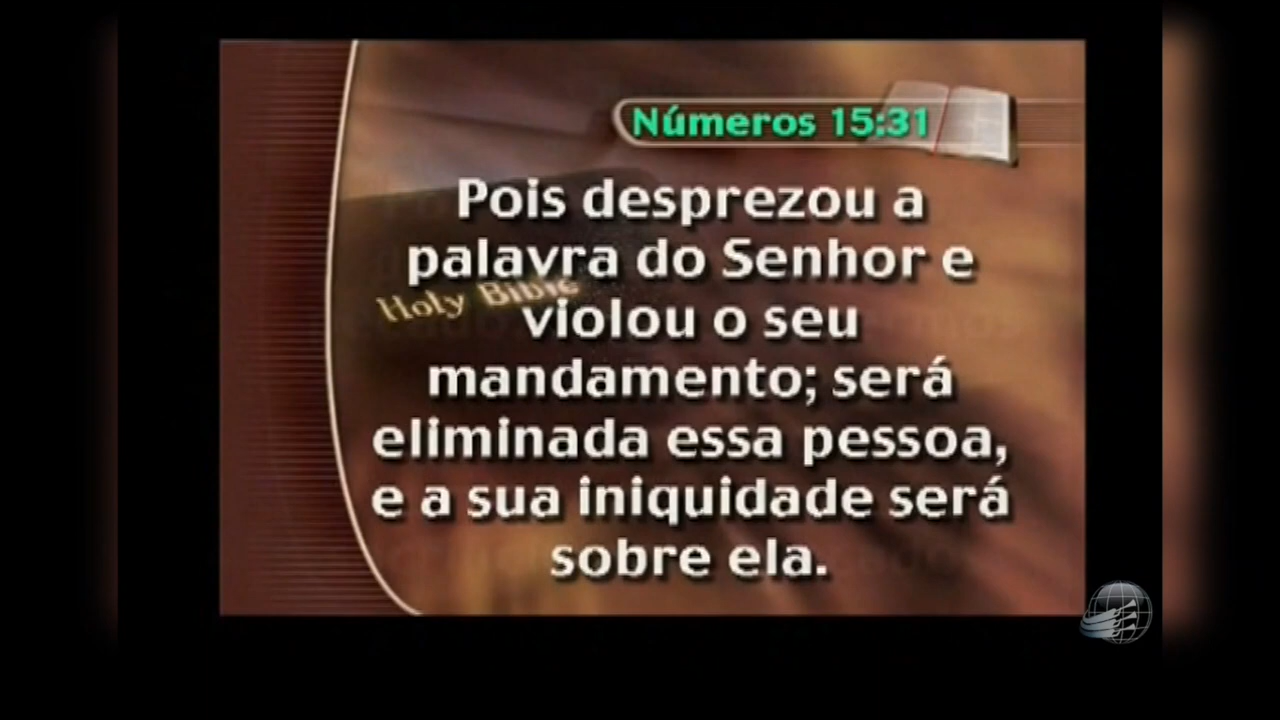 Números 15:31
Pois desprezou a
palavra do Senhor e
Holy Bible
violou o seu
mandamento; será
eliminada essa pessoa,
e a sua iniquidade será
sobre ela.